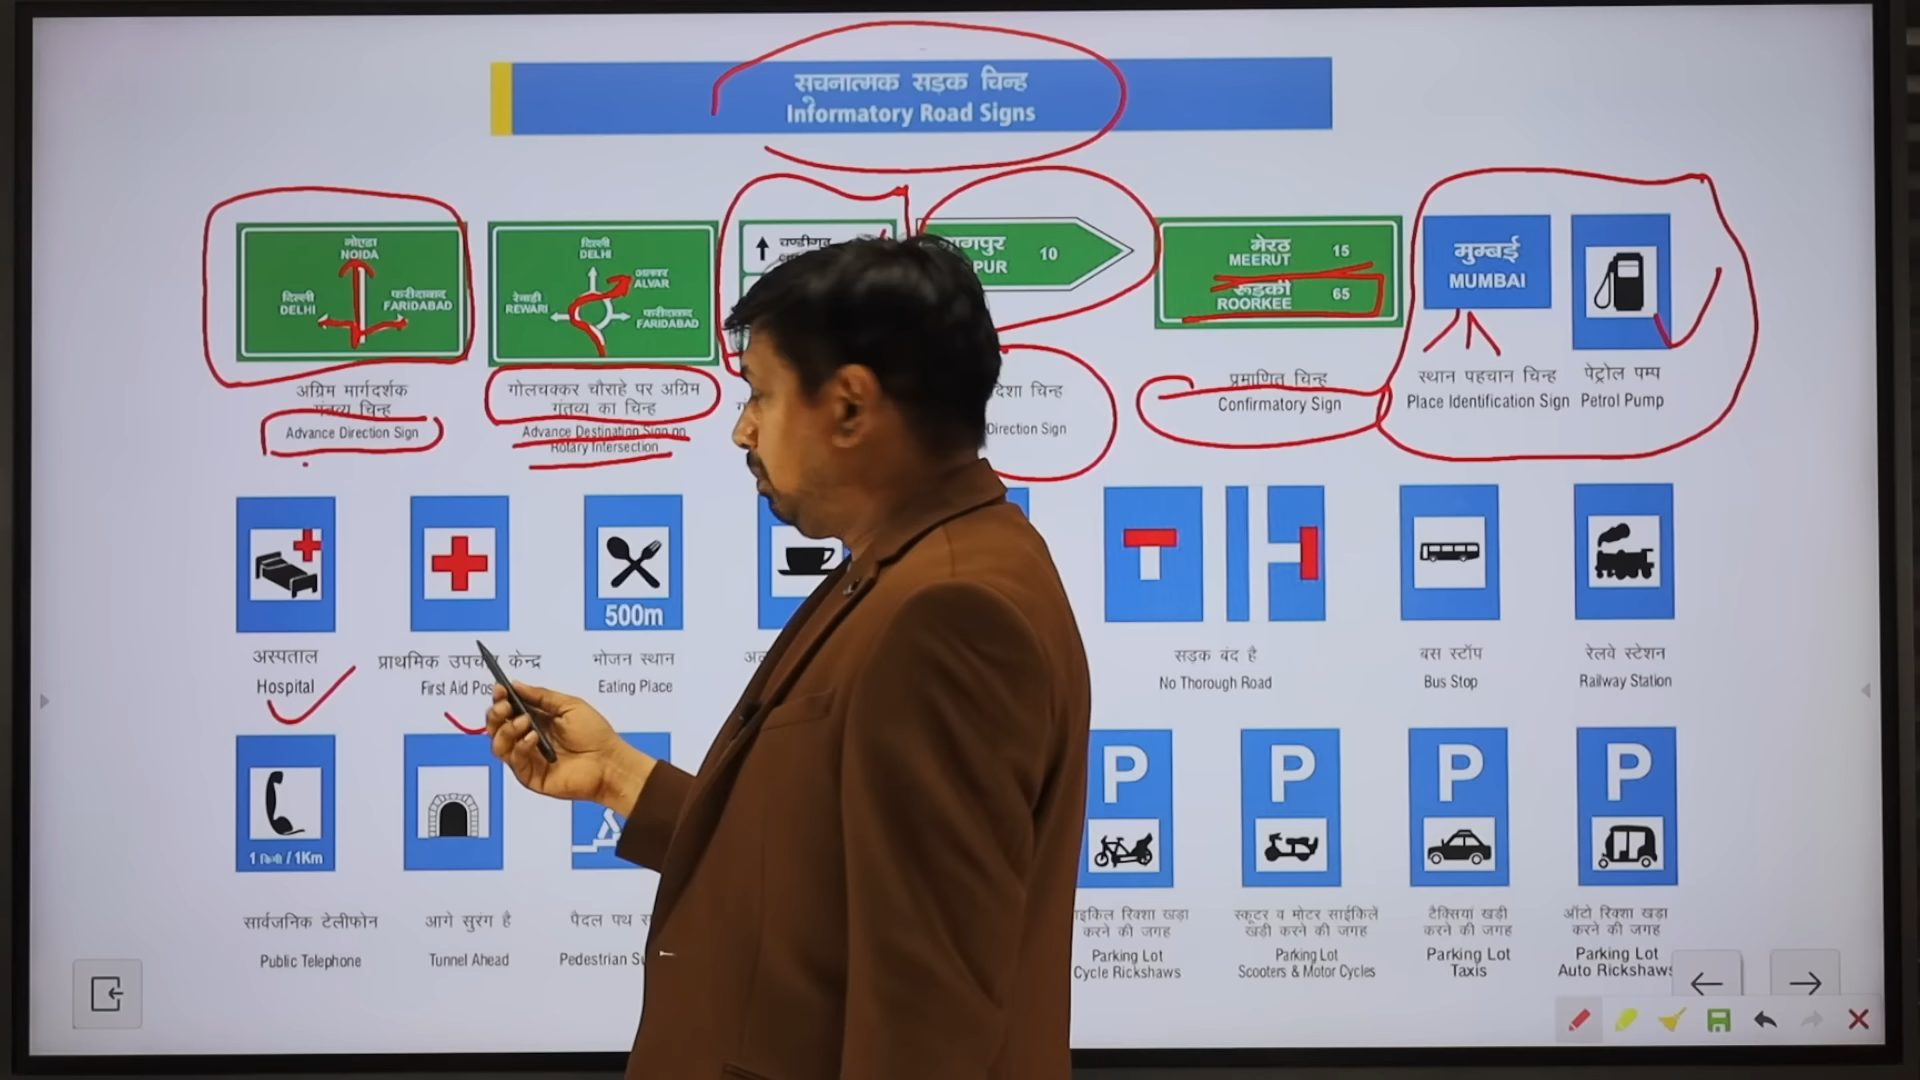 सूचनात्मक सड़क चिन्ह
Informatory Road Signs
नोएडा
NOIDA
दिल्ली
DELHI
फरीदाबाद
FARIDABAD
दिल्ली
DELHI
अलवर
ALVAR
रेवाड़ी
REWARI
फरीदाबाद
FARIDABAD
चण्डीगढ़
PUR
10
मेरठ 15
MEERUT
रूड़की 65
ROORKEE
मुम्बई
MUMBAI
अग्रिम मार्गदर्शक
गंतव्य चिन्ह
Advance Direction Sign
गोलचक्कर चौराहे पर अग्रिम
गंतव्य का चिन्ह
Advance Destination Sign on
Rotary Intersection
दिशा चिन्ह
Direction Sign
प्रमाणित चिन्ह
Confirmatory Sign
स्थान पहचान चिन्ह
Place Identification Sign
पेट्रोल पम्प
Petrol Pump
500m
अस्पताल
Hospital
प्राथमिक केन्द्र
First Aid
भोजन स्थान
Eating Place
सड़क बंद है
No Thorough Road
बस स्टॉप
Bus Stop
रेलवे स्टेशन
Railway Station
1 किमी / 1Km
P
P
P
P
सार्वजनिक टेलीफोन
Public Telephone
आगे सुरंग है
Tunnel Ahead
पैदल पथ
Pedestrian
रिक्शा खड़ा
करने की जगह
Parking Lot
Cycle Rickshaws
स्कूटर व मोटर साईकिले
खड़ी करने की जगह
Parking Lot
Scooters & Motor Cycles
टैक्सियां खड़ी
करने की जगह
Parking Lot
Taxis
ऑटो रिक्शा खड़ा
करने की जगह
Parking Lot
Auto Rickshaws